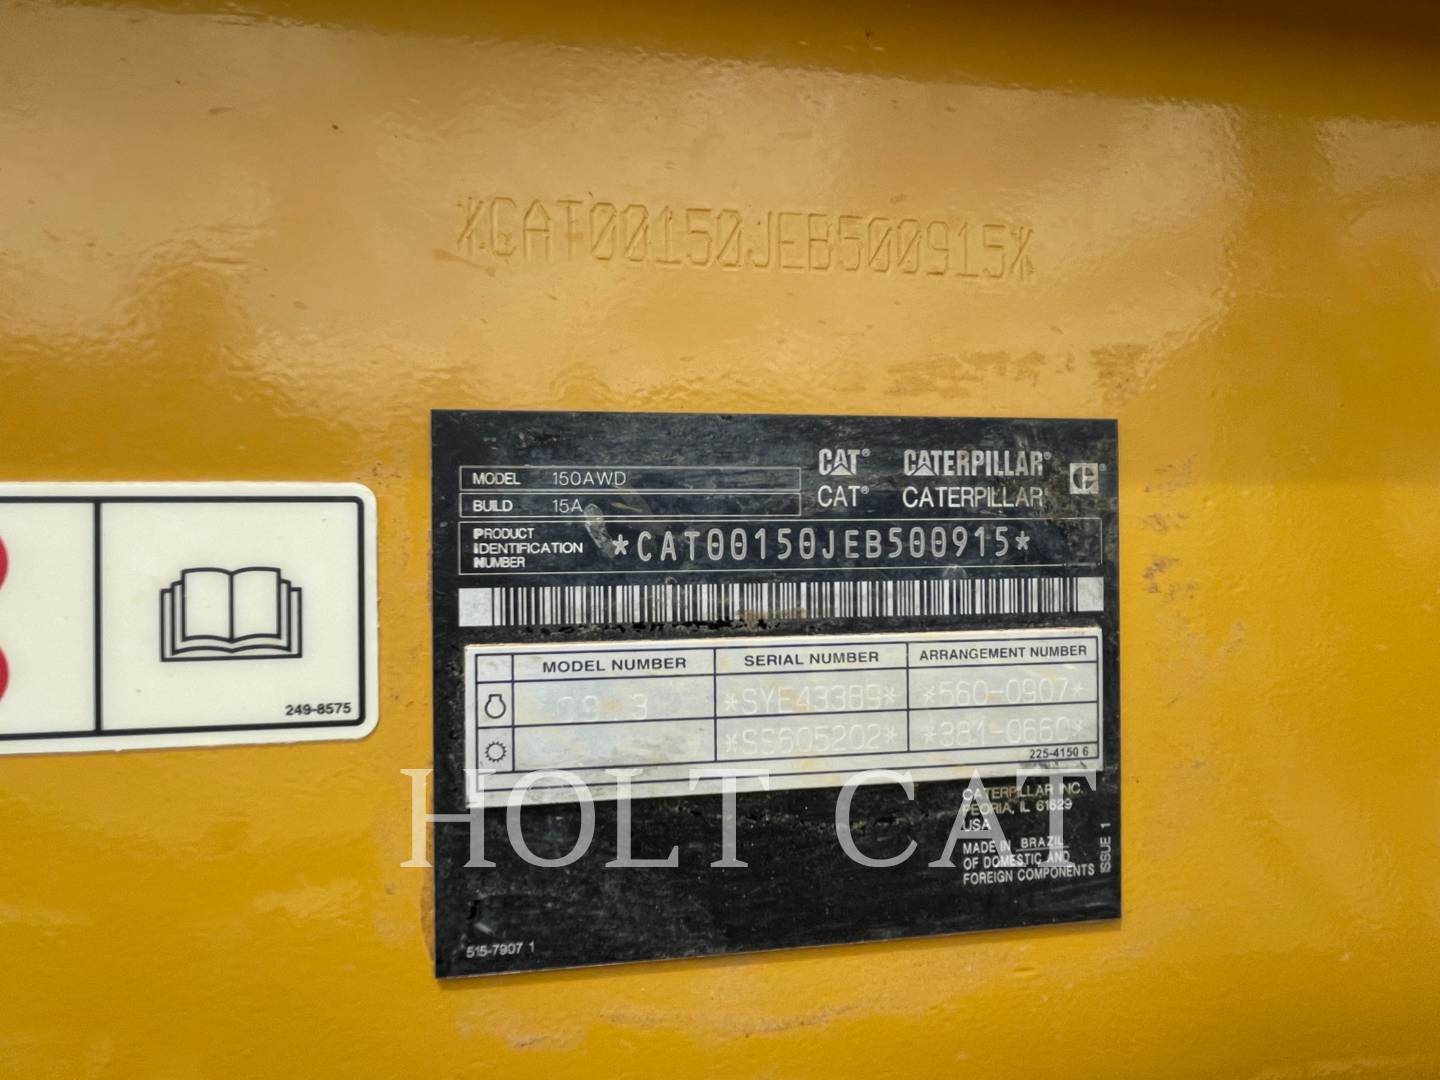 *CAT00150JEB500915*
MODEL 150AWD
BUILD 15A
CAT® CATERPILLAR®
CAT® CATERPILLAR
PRODUCT
IDENTIFICATION
NUMBER
*CAT00150JEB500915*
MODEL NUMBER SERIAL NUMBER ARRANGEMENT NUMBER
*SYE43389* *560-0907*
*SS605202* *381-0660*
225-4150 6
249-8575
HOLT CAT
CATERPILLAR INC.
PEORIA, IL 61629
USA
MADE IN BRAZIL
OF DOMESTIC AND
FOREIGN COMPONENTS
ISSUE 1
515-7907 1